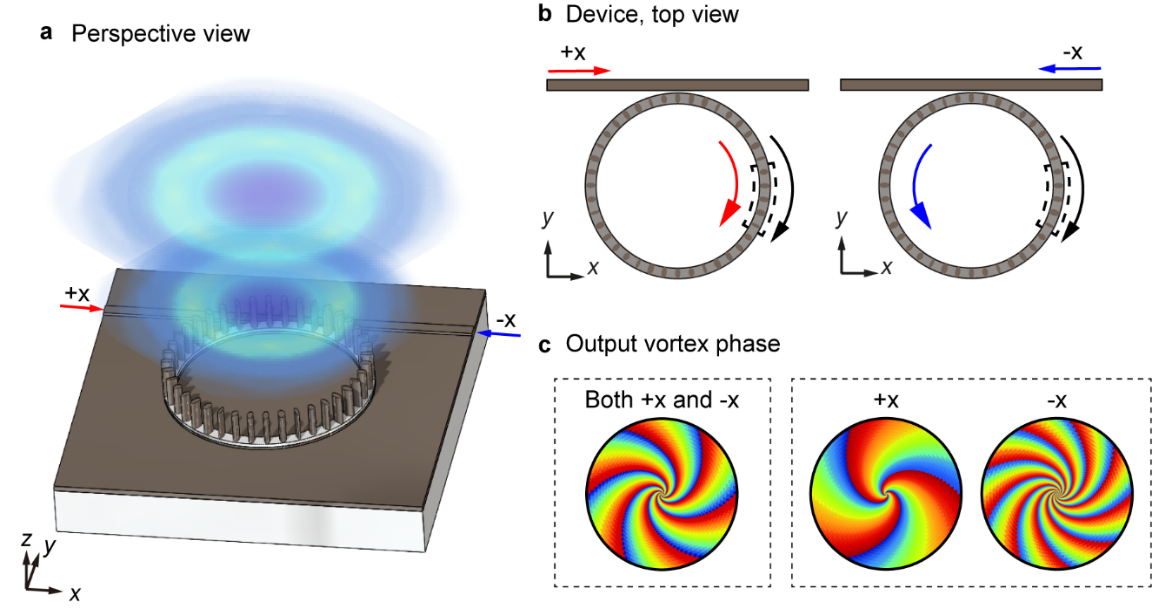 a Perspective view
+x
-x
z
y
x
b Device, top view
+x
-x
y
x
y
x
c Output vortex phase
Both +x and -x
+x
-x